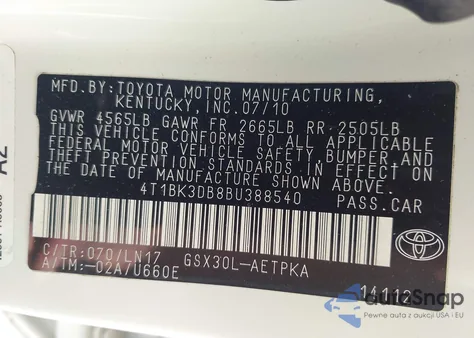 MFD.BY:TOYOTA MOTOR MANUFACTURING,
KENTUCKY, INC.07/10
GVWR 4565LB GAWR FR 2665LB RR 2505LB
THIS VEHICLE CONFORMS TO ALL APPLICABLE
FEDERAL MOTOR VEHICLE SAFETY, BUMPER, AND
THEFT PREVENTION STANDARDS IN EFFECT ON
THE DATE OF MANUFACTURE SHOWN ABOVE.
4T1BK3DB8BU388540 PASS.CAR
C/TR:070/LN17 GSX30L-AETPKA
A/TM:-02A/U660E
TOYOTA
A2
autoSnap
Pewne auta z aukcji USA i EU